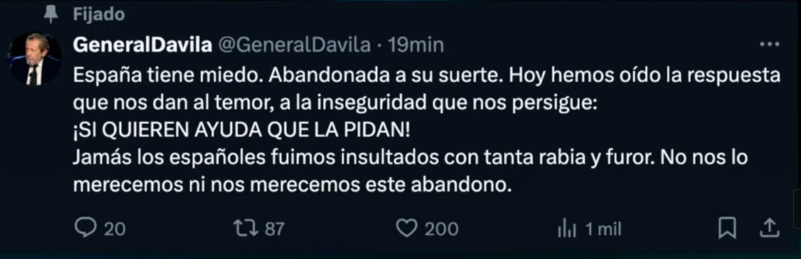 Fijado
GeneralDavila @GeneralDavila · 19min
España tiene miedo. Abandonada a su suerte. Hoy hemos oído la respuesta
que nos dan al temor, a la inseguridad que nos persigue:
¡SI QUIEREN AYUDA QUE LA PIDAN!
Jamás los españoles fuimos insultados con tanta rabia y furor. No nos lo
merecemos ni nos merecemos este abandono.
20 87 200 1 mil